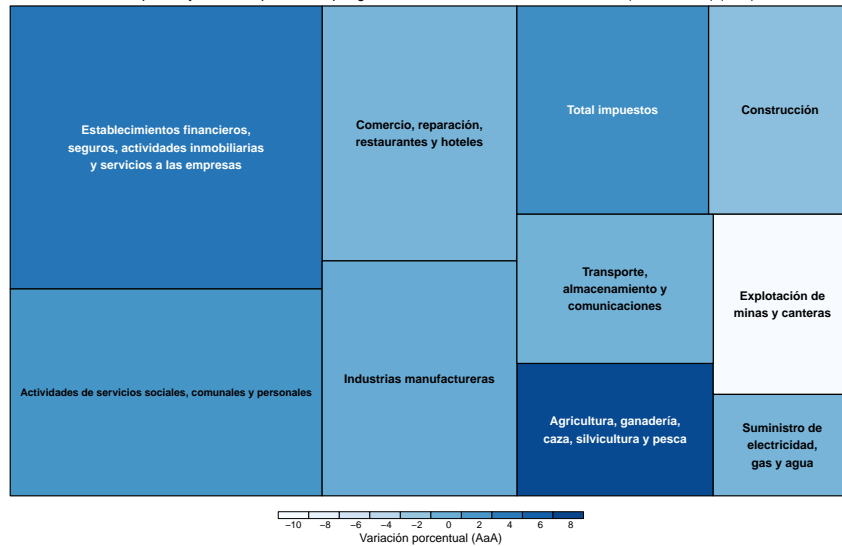 Establecimientos financieros,
seguros, actividades inmobiliarias
y servicios a las empresas
Comercio, reparación,
restaurantes y hoteles
Total impuestos
Construcción
Transporte,
almacenamiento y
comunicaciones
Explotación de
minas y canteras
Actividades de servicios sociales, comunales y personales
Industrias manufactureras
Agricultura, ganadería,
caza, silvicultura y pesca
Suministro de
electricidad,
gas y agua
−10 −8 −6 −4 −2 0 2 4 6 8
Variación porcentual (AaA)